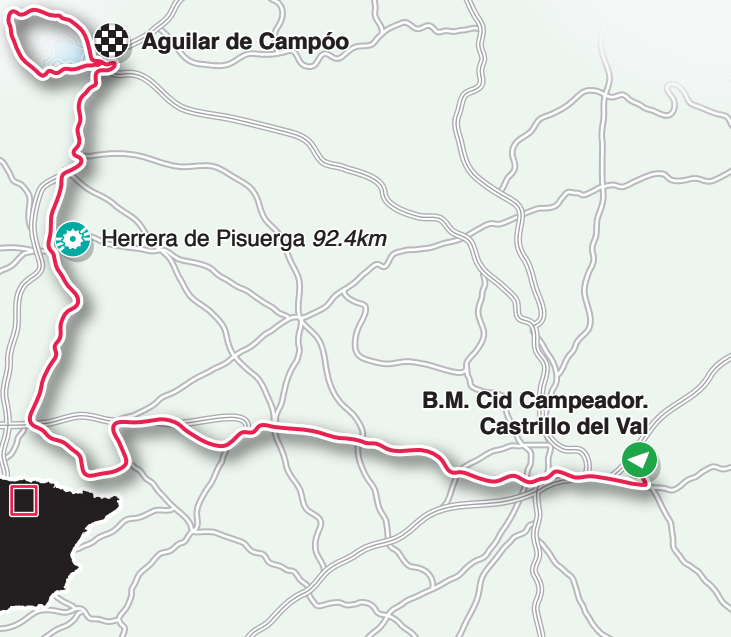 Aguilar de Campóo
Herrera de Pisuerga 92.4km
B.M. Cid Campeador.
Castrillo del Val